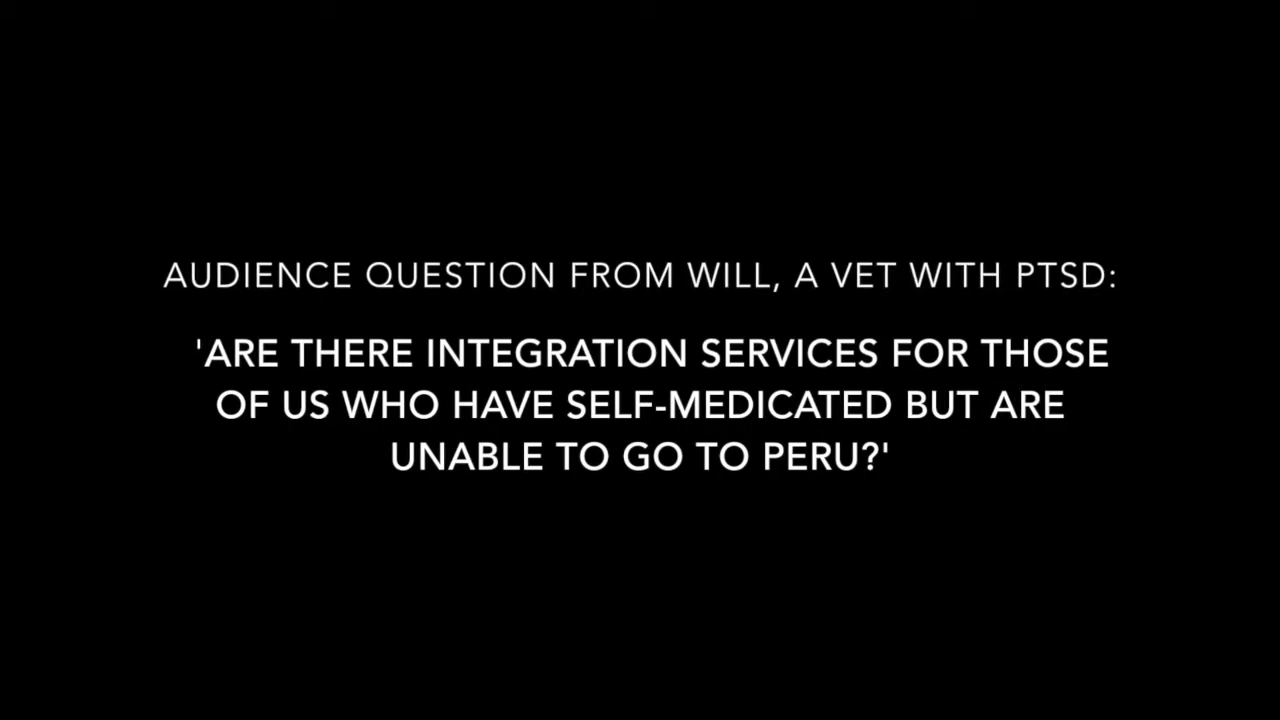 AUDIENCE QUESTION FROM WILL, A VET WITH PTSD:
'ARE THERE INTEGRATION SERVICES FOR THOSE
OF US WHO HAVE SELF-MEDICATED BUT ARE
UNABLE TO GO TO PERU?'